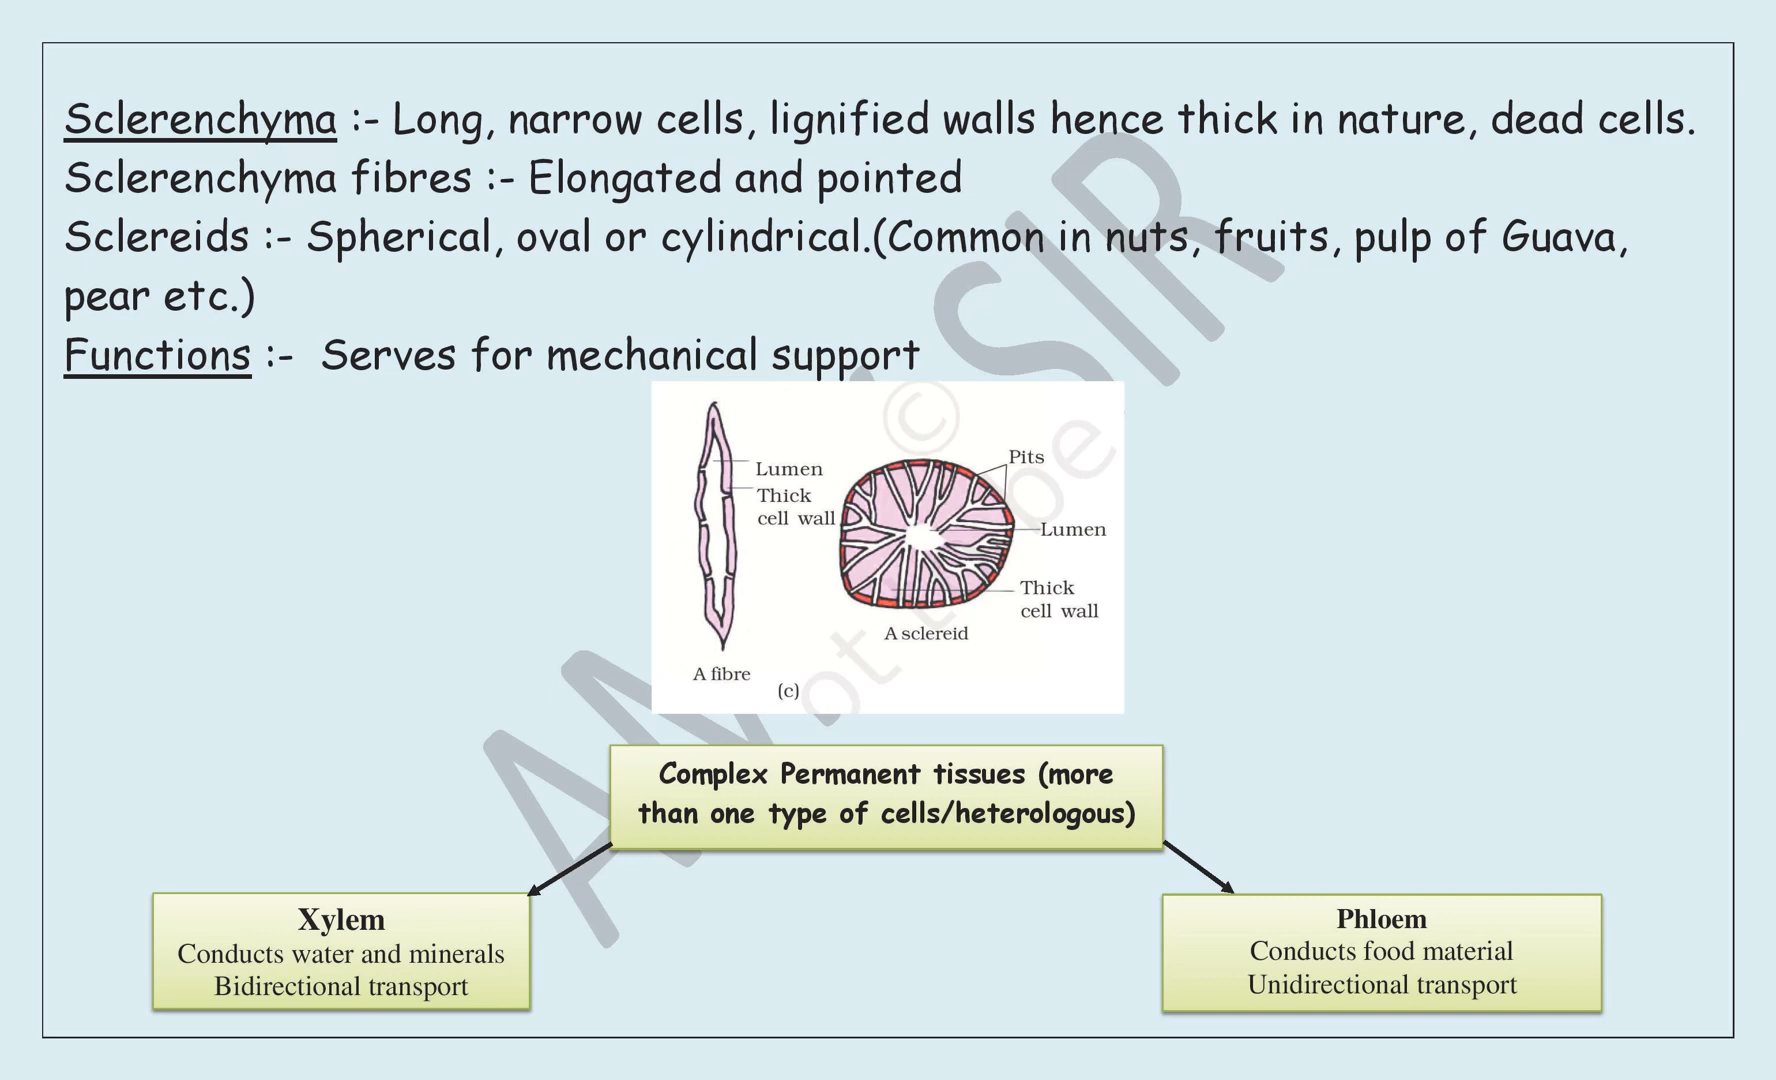 Sclerenchyma :- Long, narrow cells, lignified walls hence thick in nature, dead cells.
Sclerenchyma fibres :- Elongated and pointed
Sclereids :- Spherical, oval or cylindrical.(Common in nuts, fruits, pulp of Guava,
pear etc.)
Functions :- Serves for mechanical support
Lumen
Thick
cell wall
Pits
Lumen
Thick
cell wall
A sclereid
A fibre
(c)
Complex Permanent tissues (more
than one type of cells/heterologous)
Xylem
Conducts water and minerals
Bidirectional transport
Phloem
Conducts food material
Unidirectional transport
SIR
©